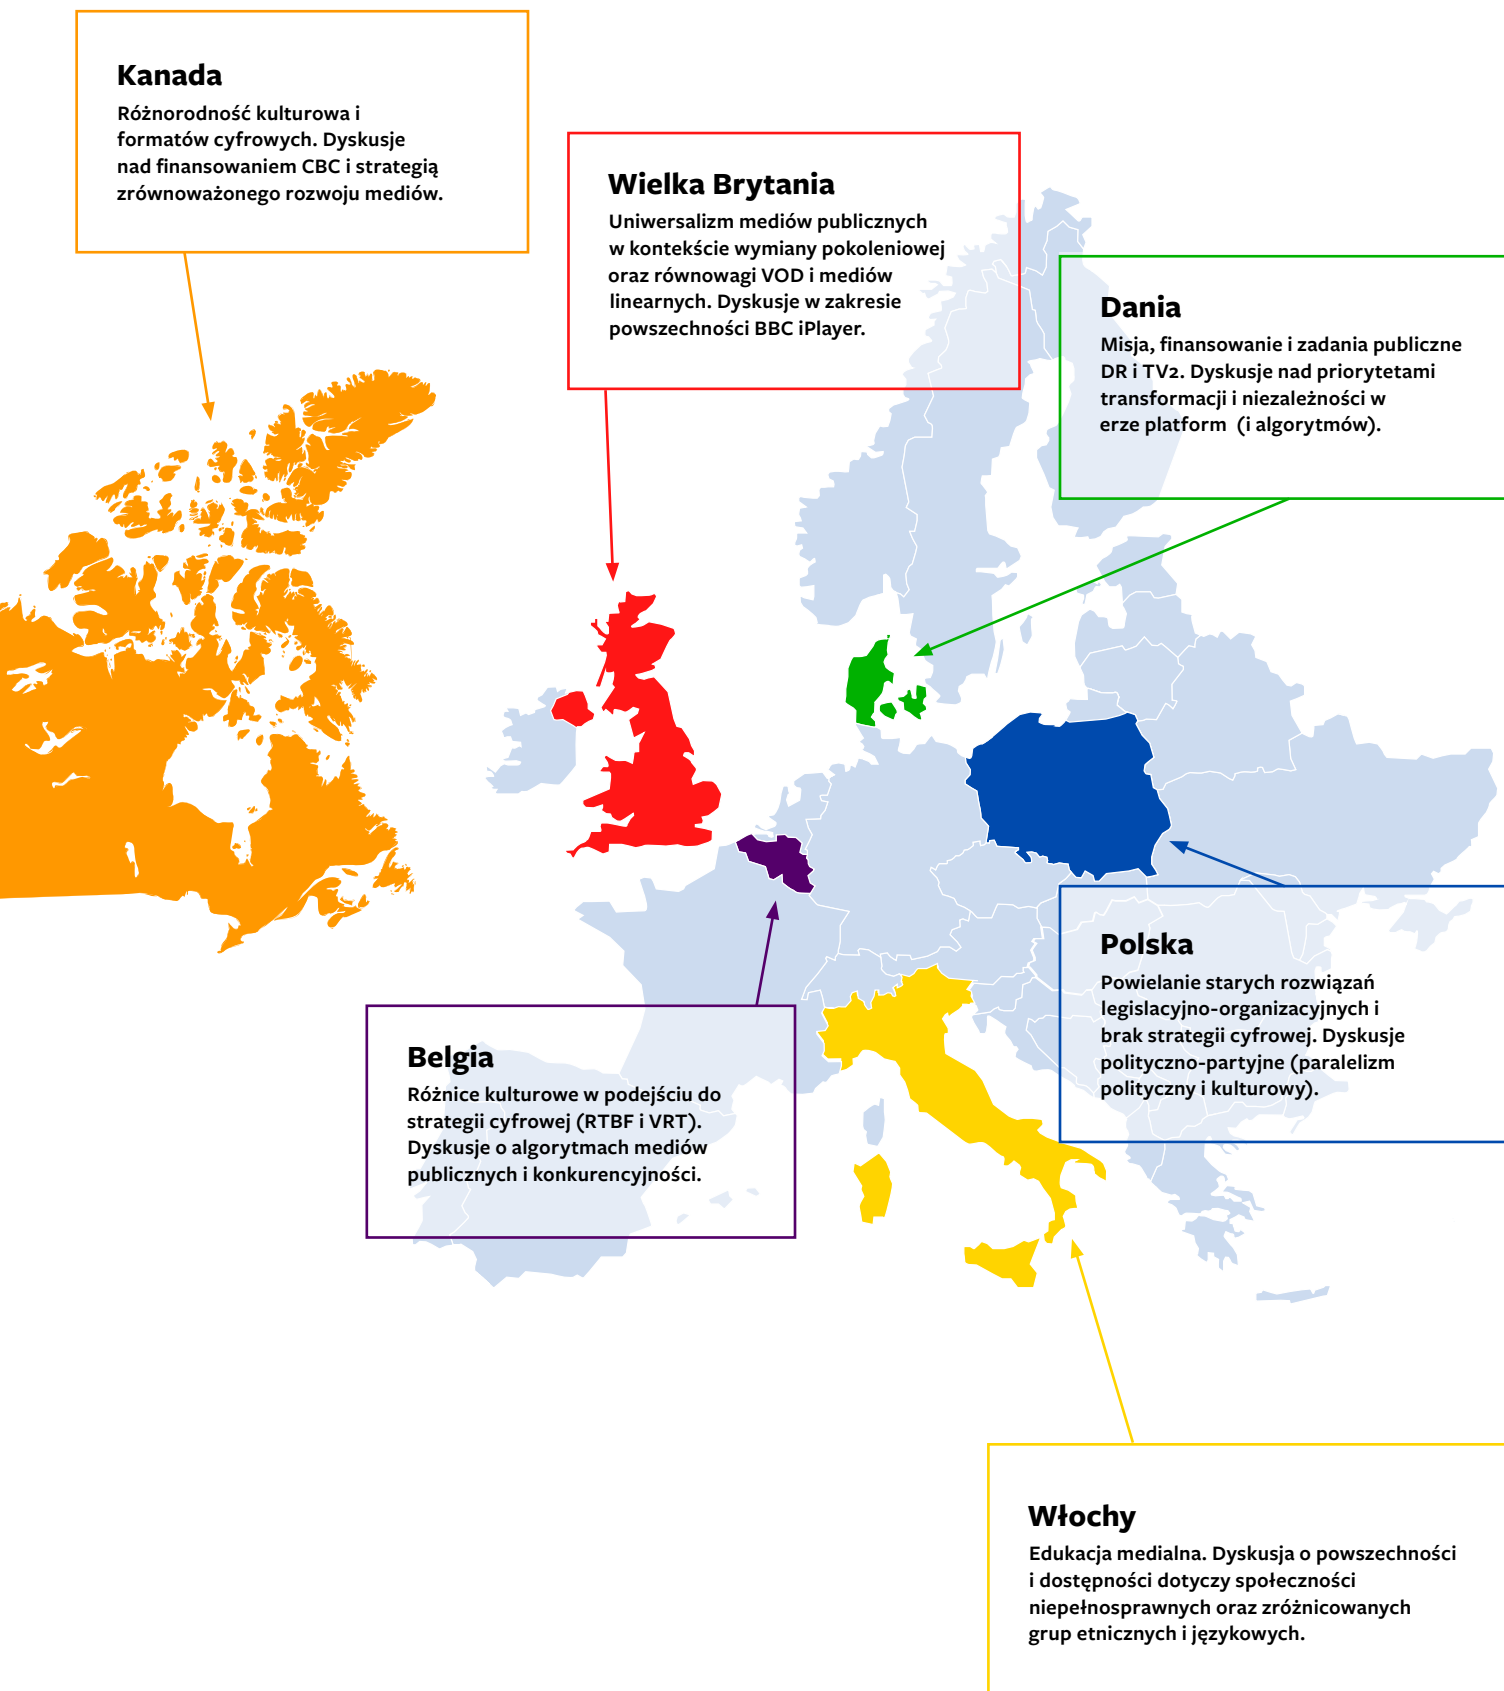 Kanada
Różnorodność kulturowa i
formatów cyfrowych. Dyskusje
nad finansowaniem CBC i strategią
zrównoważonego rozwoju mediów.
Wielka Brytania
Uniwersalizm mediów publicznych
w kontekście wymiany pokoleniowej
oraz równowagi VOD i mediów
linearnych. Dyskusje w zakresie
powszechności BBC iPlayer.
Dania
Misja, finansowanie i zadania publiczne
DR i TV2. Dyskusje nad priorytetami
transformacji i niezależności w
erze platform (i algorytmów).
Polska
Powielanie starych rozwiązań
legislacyjno-organizacyjnych i
brak strategii cyfrowej. Dyskusje
polityczno-partyjne (paralelizm
polityczny i kulturowy).
Belgia
Różnice kulturowe w podejściu do
strategii cyfrowej (RTBF i VRT).
Dyskusje o algorytmach mediów
publicznych i konkurencyjności.
Włochy
Edukacja medialna. Dyskusja o powszechności
i dostępności dotyczy społeczności
niepełnosprawnych oraz zróżnicowanych
grup etnicznych i językowych.